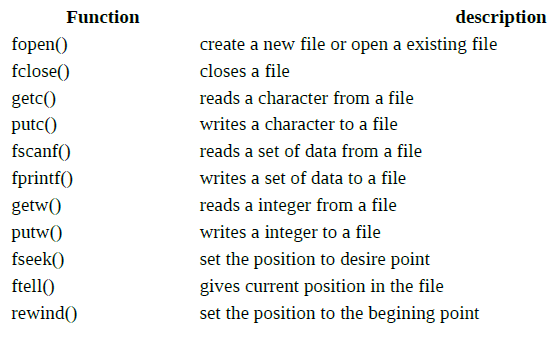 Function description
fopen() create a new file or open a existing file
fclose() closes a file
getc() reads a character from a file
putc() writes a character to a file
fscanf() reads a set of data from a file
fprintf() writes a set of data to a file
getw() reads a integer from a file
putw() writes a integer to a file
fseek() set the position to desire point
ftell() gives current position in the file
rewind() set the position to the begining point